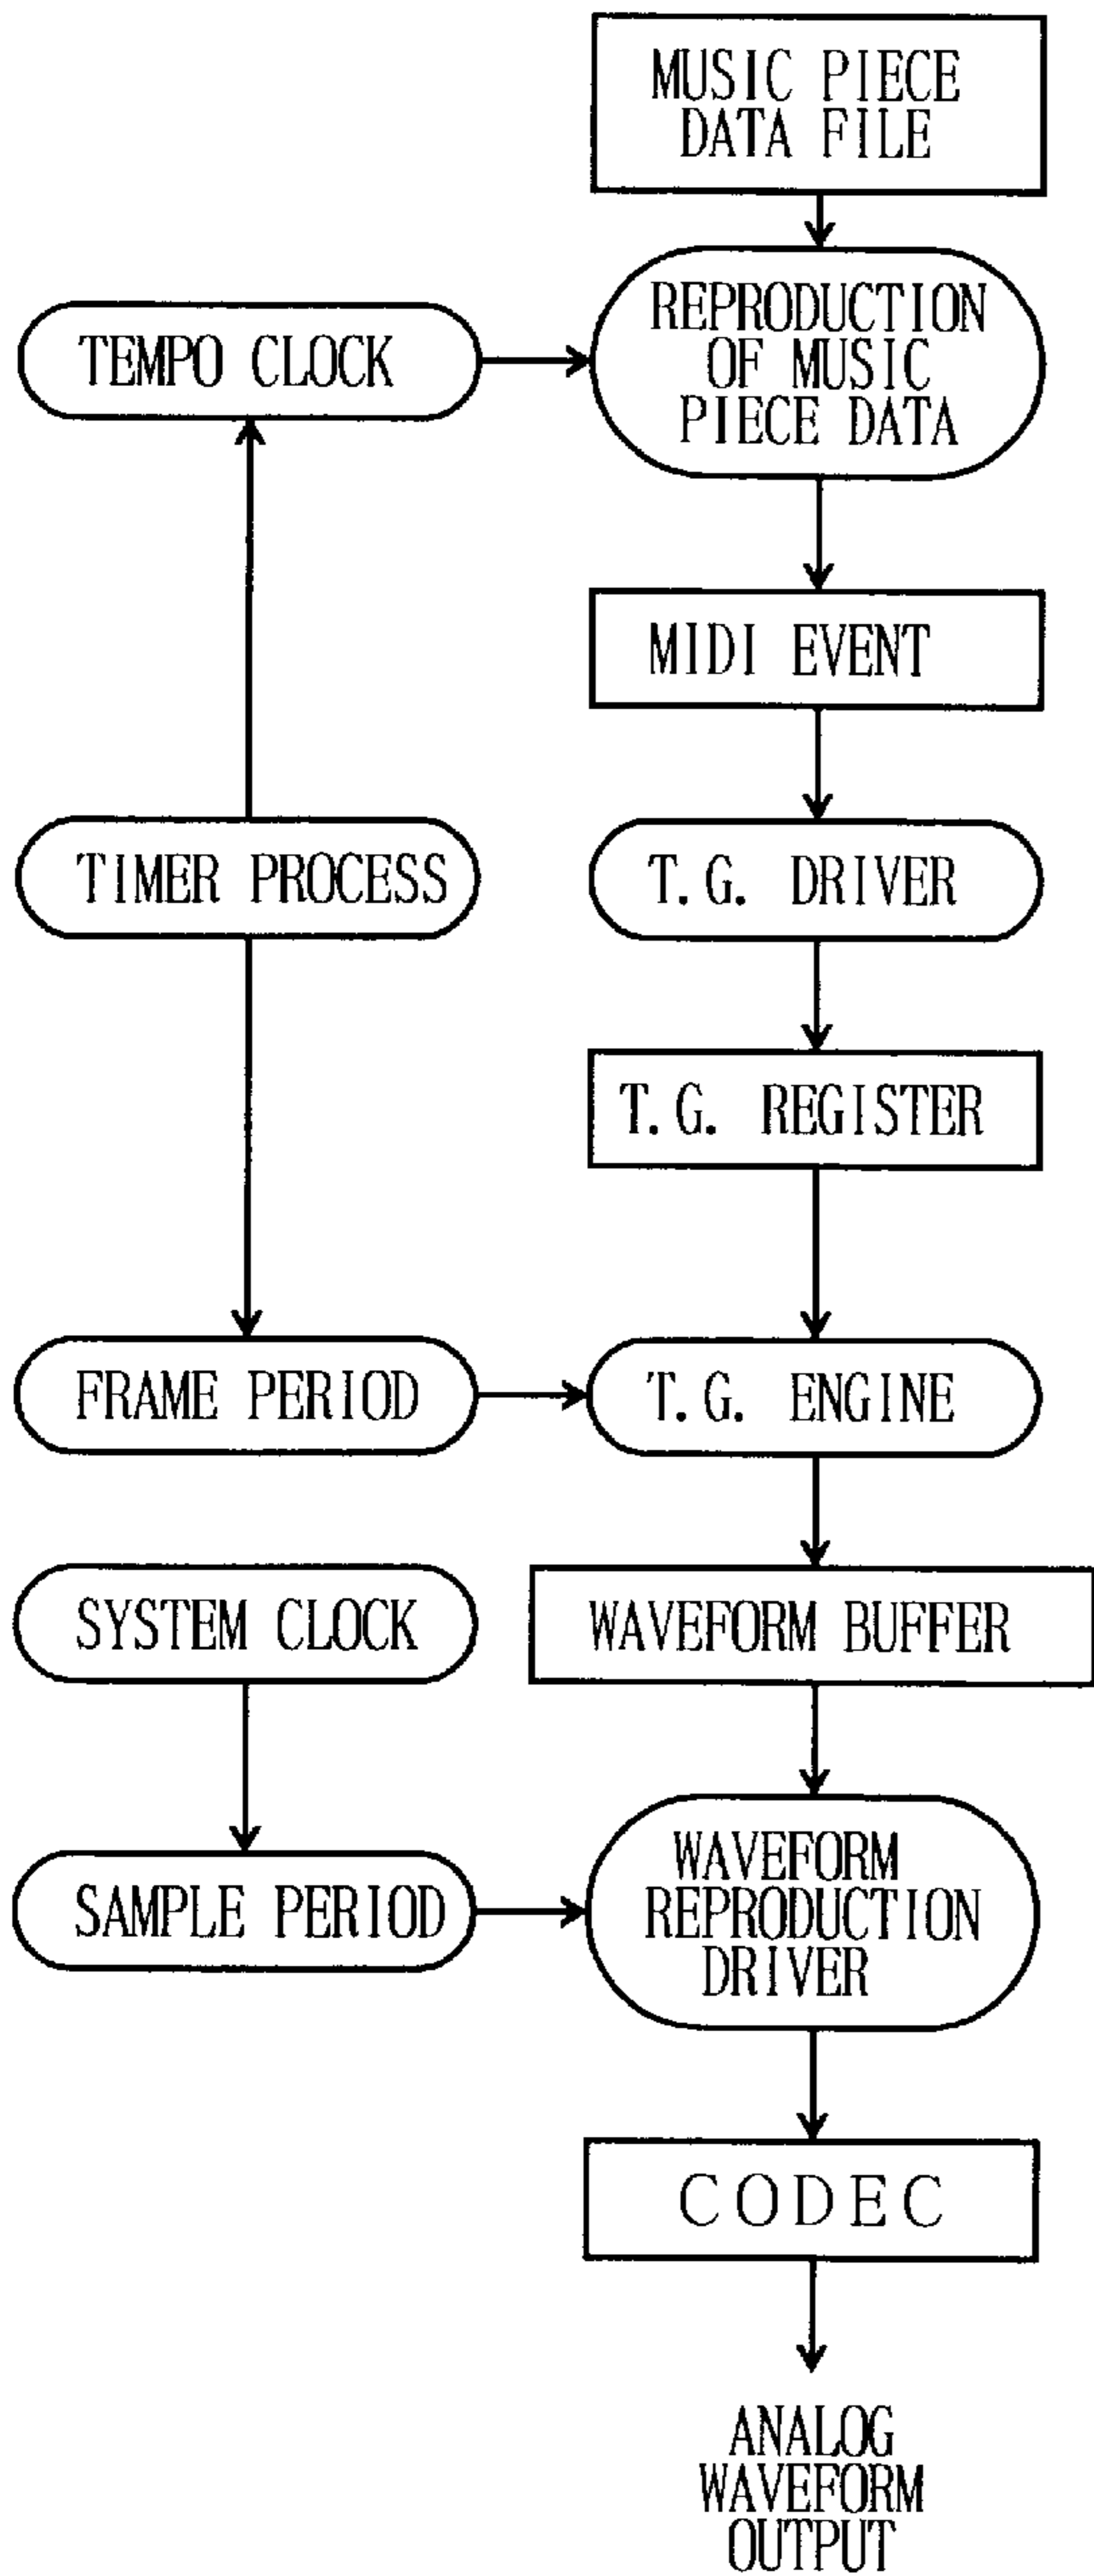 MUSIC PIECE
DATA FILE
TEMPO CLOCK
REPRODUCTION
OF MUSIC
PIECE DATA
MIDI EVENT
TIMER PROCESS
T. G. DRIVER
T. G. REGISTER
FRAME PERIOD
T. G. ENGINE
SYSTEM CLOCK
WAVEFORM BUFFER
SAMPLE PERIOD
WAVEFORM
REPRODUCTION
DRIVER
CODEC
ANALOG
WAVEFORM
OUTPUT